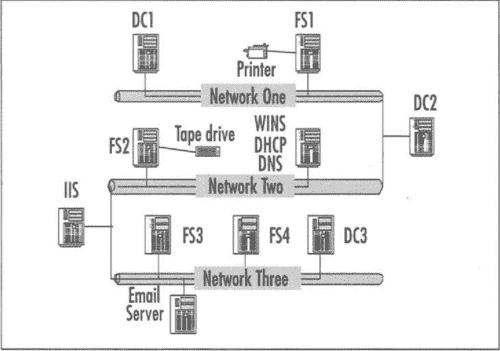 DC1
FS1
Printer
Network One
DC2
FS2
Tape drive
WINS
DHCP
DNS
Network Two
IIS
FS3
FS4
DC3
Network Three
Email
Server